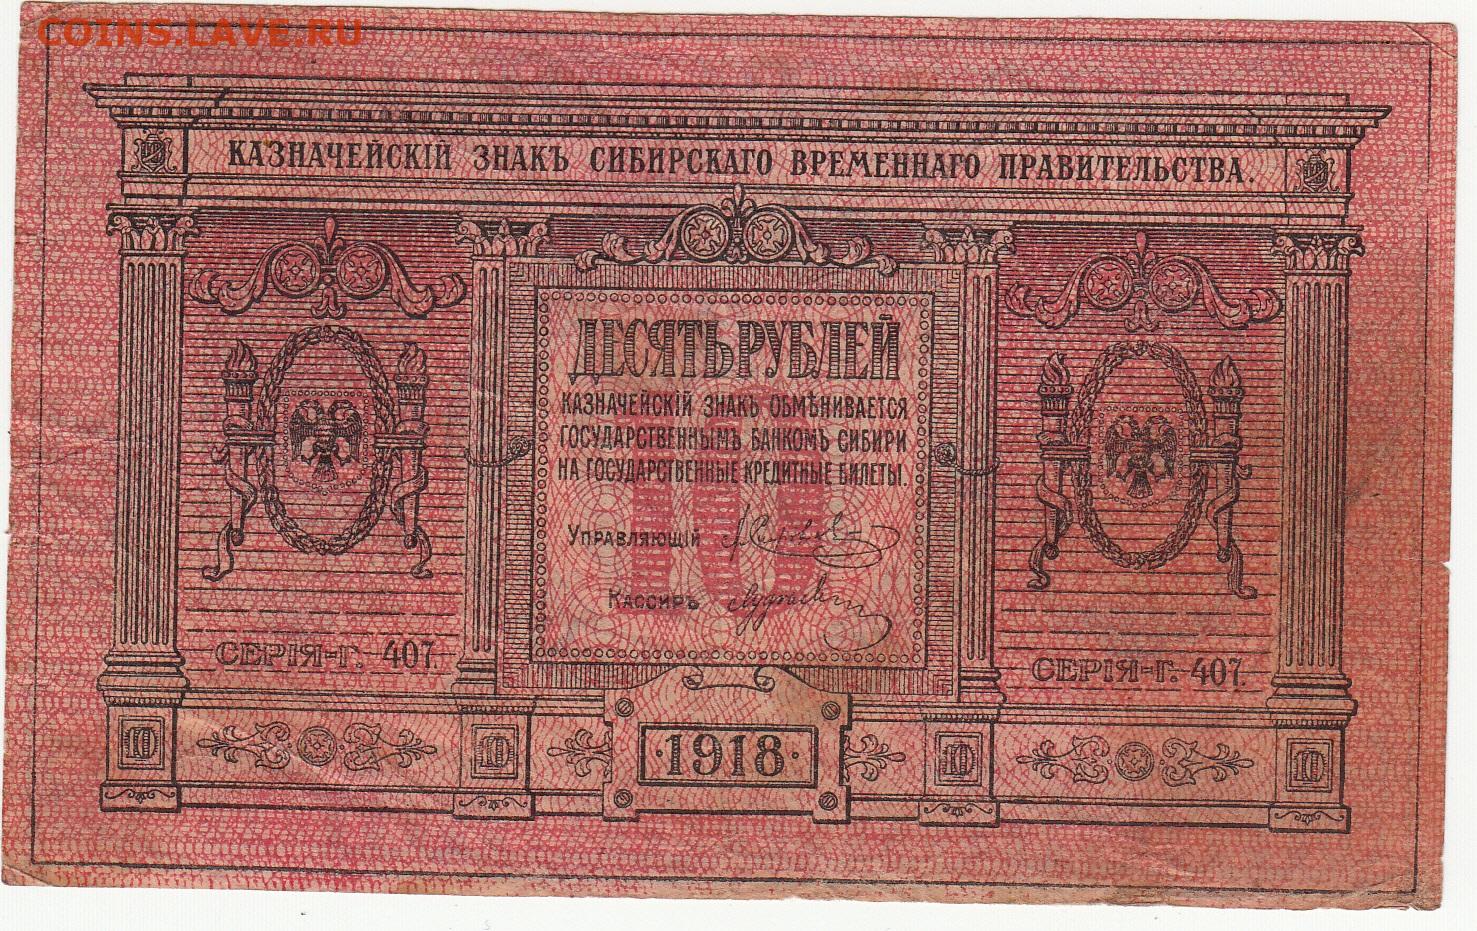 COINS.LAVE.RU
КАЗНАЧЕЙСКІЙ ЗНАКЪ СИБИРСКАГО ВРЕМЕННАГО ПРАВИТЕЛЬСТВА.
ДЕСЯТЬ РУБЛЕЙ
КАЗНАЧЕЙСКІЙ ЗНАКЪ ОБМѢНИВАЕТСЯ
ГОСУДАРСТВЕННЫМЪ БАНКОМЪ СИБИРИ
НА ГОСУДАРСТВЕННЫЕ КРЕДИТНЫЕ БИЛЕТЫ.
10
УПРАВЛЯЮЩІЙ
КАССИРЪ
СЕРІЯ-Г. 407.
СЕРІЯ-Г. 407.
10
10
·1918·
10
10